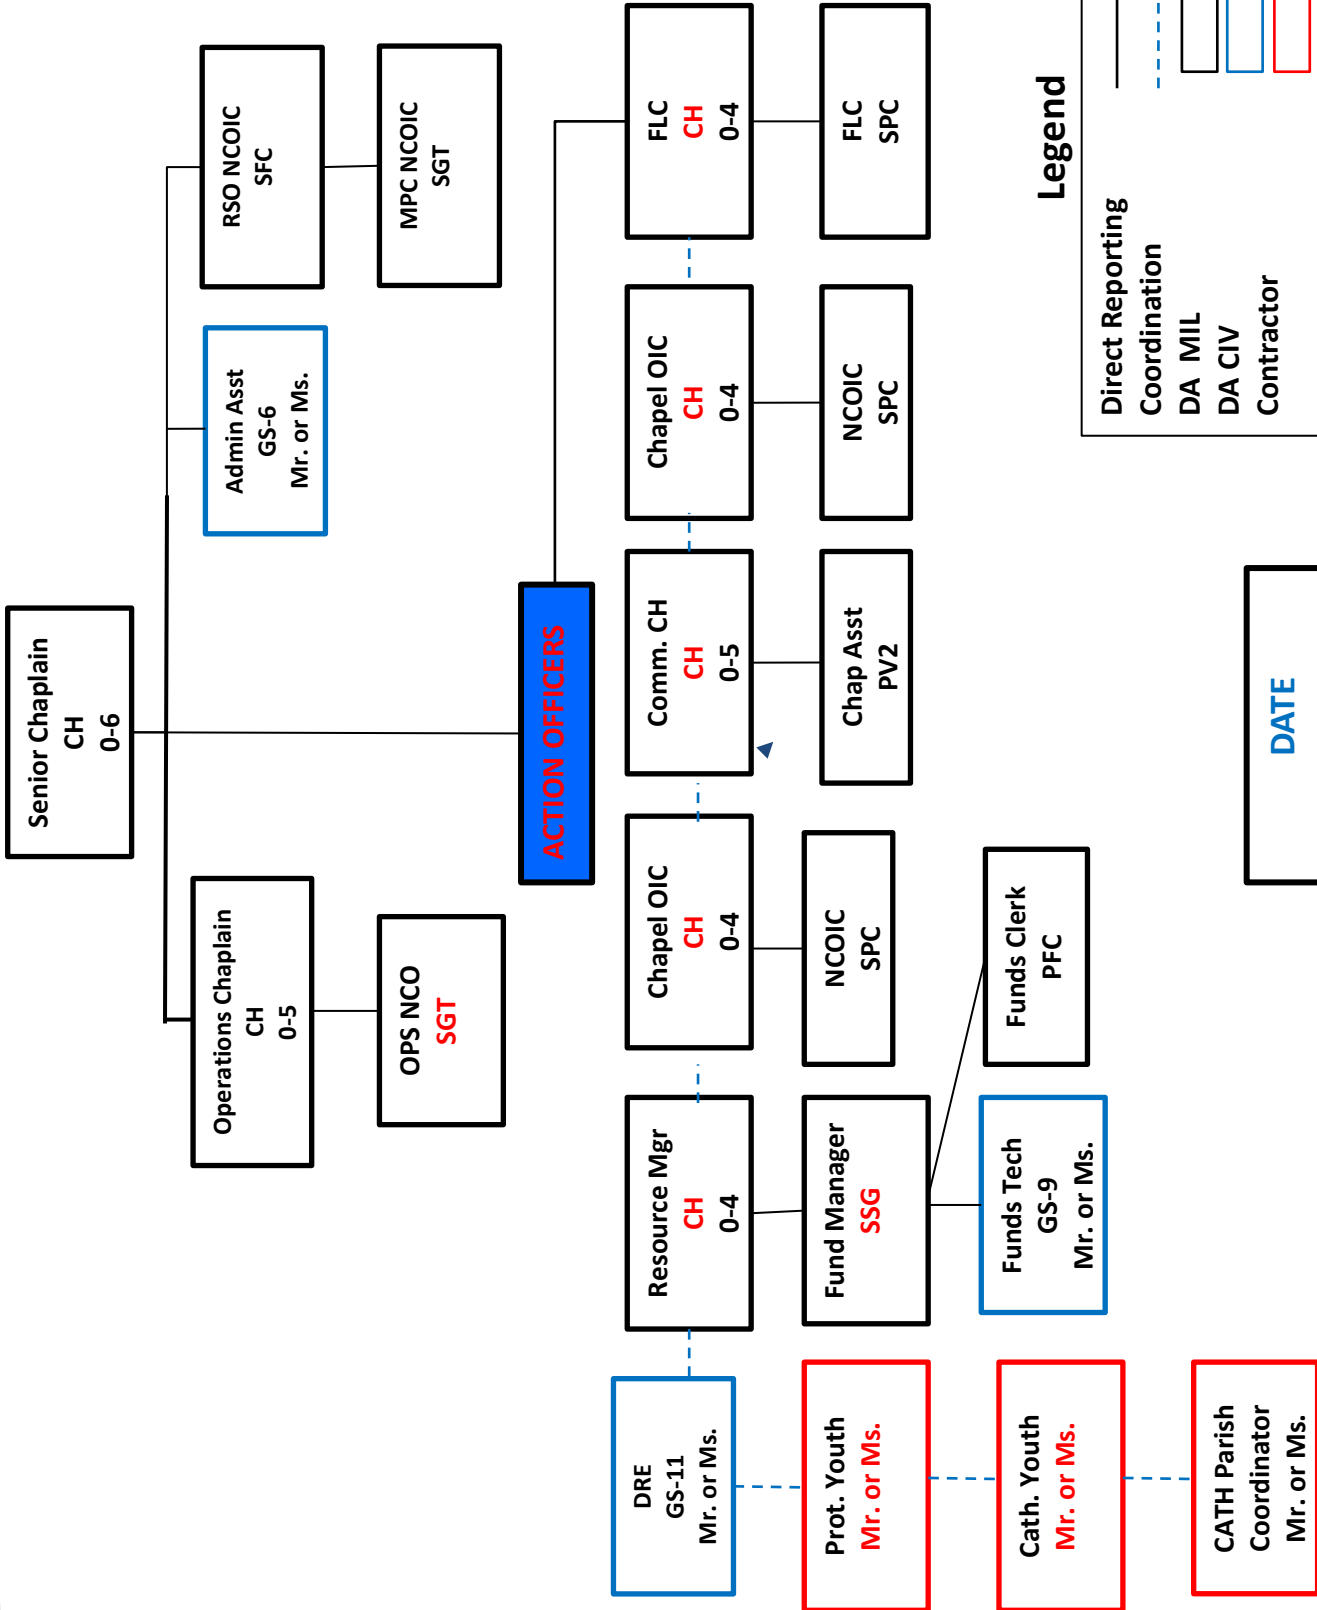 Senior Chaplain
CH
0-6
Operations Chaplain
CH
0-5
Admin Asst
GS-6
Mr. or Ms.
RSO NCOIC
SFC
OPS NCO
SGT
MPC NCOIC
SGT
ACTION OFFICERS
DRE
GS-11
Mr. or Ms.
Resource Mgr
CH
0-4
Chapel OIC
CH
0-4
Comm. CH
CH
0-5
Chapel OIC
CH
0-4
FLC
CH
0-4
Prot. Youth
Mr. or Ms.
Fund Manager
SSG
NCOIC
SPC
Chap Asst
PV2
NCOIC
SPC
FLC
SPC
Cath. Youth
Mr. or Ms.
Funds Tech
GS-9
Mr. or Ms.
Funds Clerk
PFC
CATH Parish
Coordinator
Mr. or Ms.
DATE
Legend
Direct Reporting
Coordination
DA MIL
DA CIV
Contractor